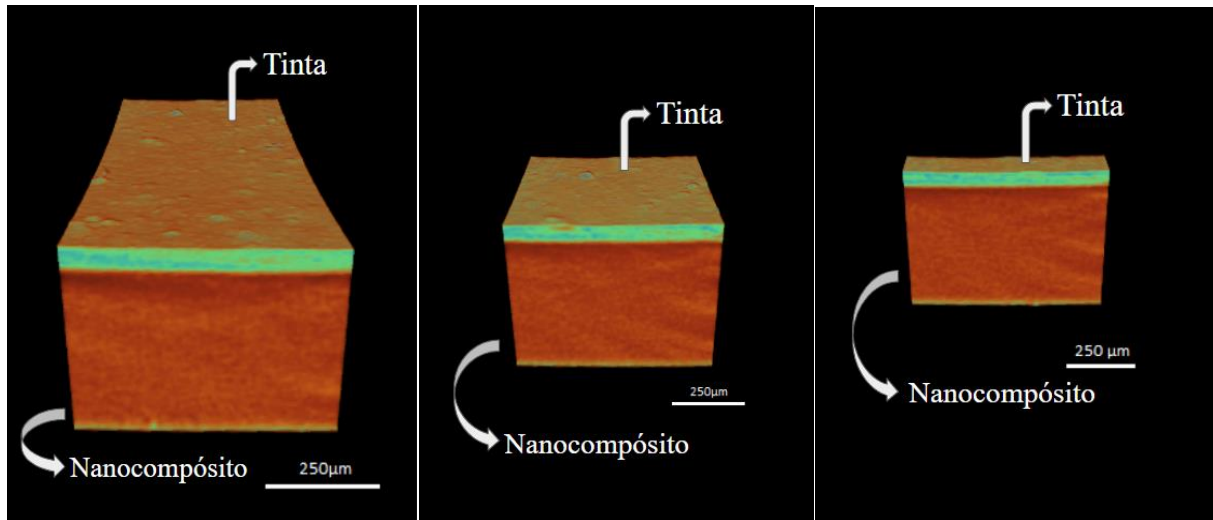 Tinta
Nanocompósito
250μm
Tinta
250μm
Nanocompósito
Tinta
250 μm
Nanocompósito